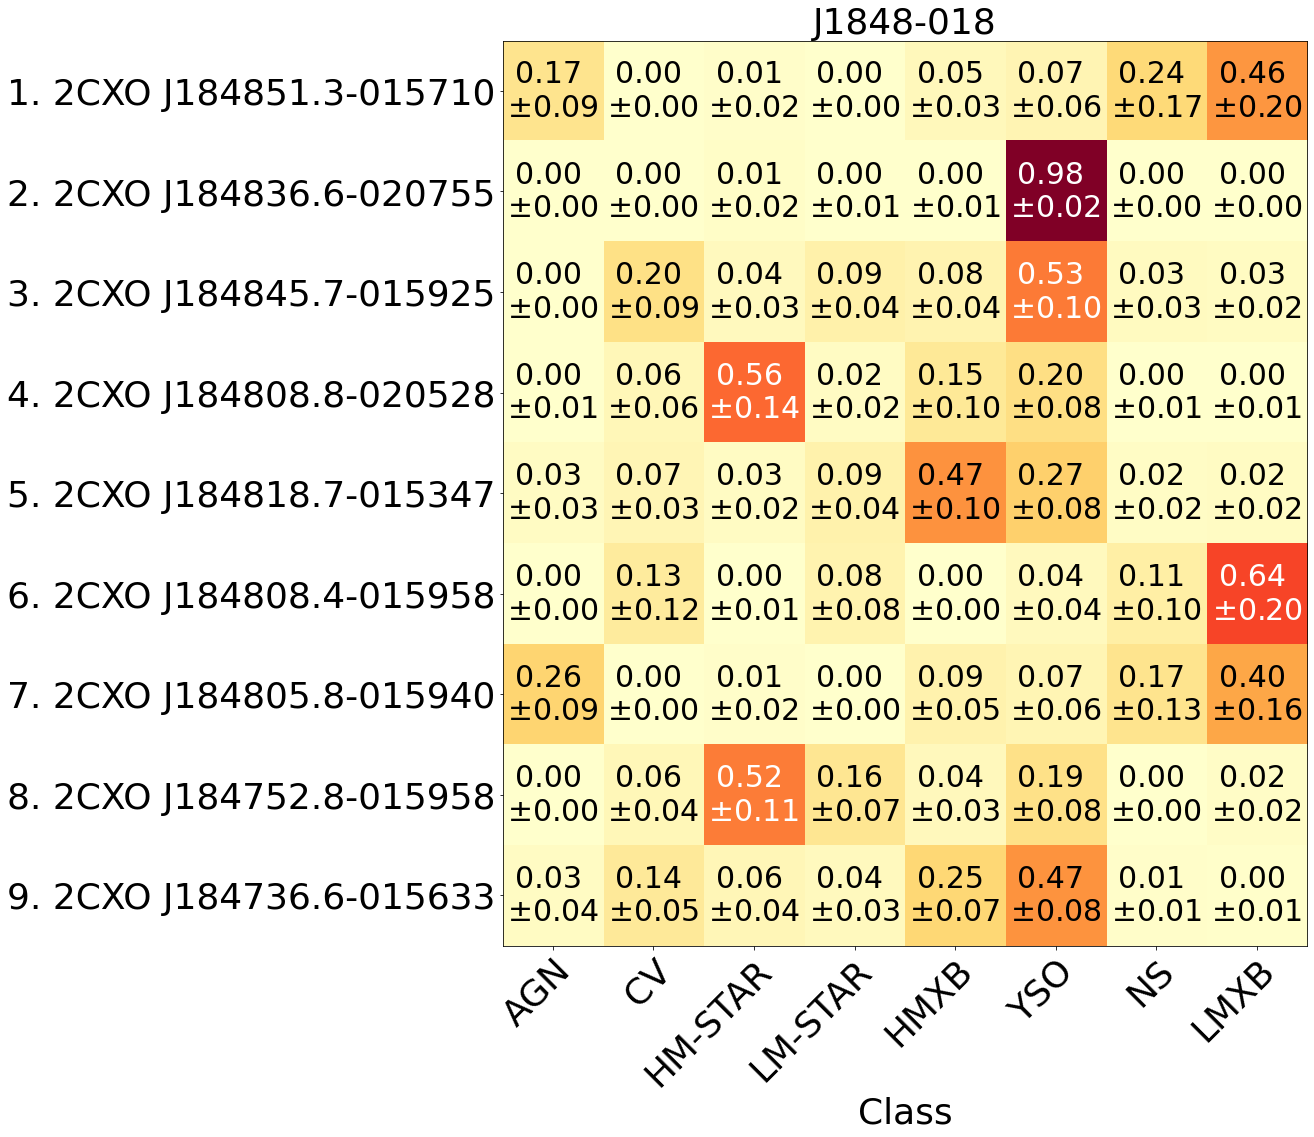 J1848-018
1. 2CXO J184851.3-015710
0.17 0.00 0.01 0.00 0.05 0.07 0.24 0.46
±0.09 ±0.00 ±0.02 ±0.00 ±0.03 ±0.06 ±0.17 ±0.20
2. 2CXO J184836.6-020755
0.00 0.00 0.01 0.00 0.00 0.98 0.00 0.00
±0.00 ±0.00 ±0.02 ±0.01 ±0.01 ±0.02 ±0.00 ±0.00
3. 2CXO J184845.7-015925
0.00 0.20 0.04 0.09 0.08 0.53 0.03 0.03
±0.00 ±0.09 ±0.03 ±0.04 ±0.04 ±0.10 ±0.03 ±0.02
4. 2CXO J184808.8-020528
0.00 0.06 0.56 0.02 0.15 0.20 0.00 0.00
±0.01 ±0.06 ±0.14 ±0.02 ±0.10 ±0.08 ±0.01 ±0.01
5. 2CXO J184818.7-015347
0.03 0.07 0.03 0.09 0.47 0.27 0.02 0.02
±0.03 ±0.03 ±0.02 ±0.04 ±0.10 ±0.08 ±0.02 ±0.02
6. 2CXO J184808.4-015958
0.00 0.13 0.00 0.08 0.00 0.04 0.11 0.64
±0.00 ±0.12 ±0.01 ±0.08 ±0.00 ±0.04 ±0.10 ±0.20
7. 2CXO J184805.8-015940
0.26 0.00 0.01 0.00 0.09 0.07 0.17 0.40
±0.09 ±0.00 ±0.02 ±0.00 ±0.05 ±0.06 ±0.13 ±0.16
8. 2CXO J184752.8-015958
0.00 0.06 0.52 0.16 0.04 0.19 0.00 0.02
±0.00 ±0.04 ±0.11 ±0.07 ±0.03 ±0.08 ±0.00 ±0.02
9. 2CXO J184736.6-015633
0.03 0.14 0.06 0.04 0.25 0.47 0.01 0.00
±0.04 ±0.05 ±0.04 ±0.03 ±0.07 ±0.08 ±0.01 ±0.01
AGN CV HM-STAR LM-STAR HMXB YSO NS LMXB
Class